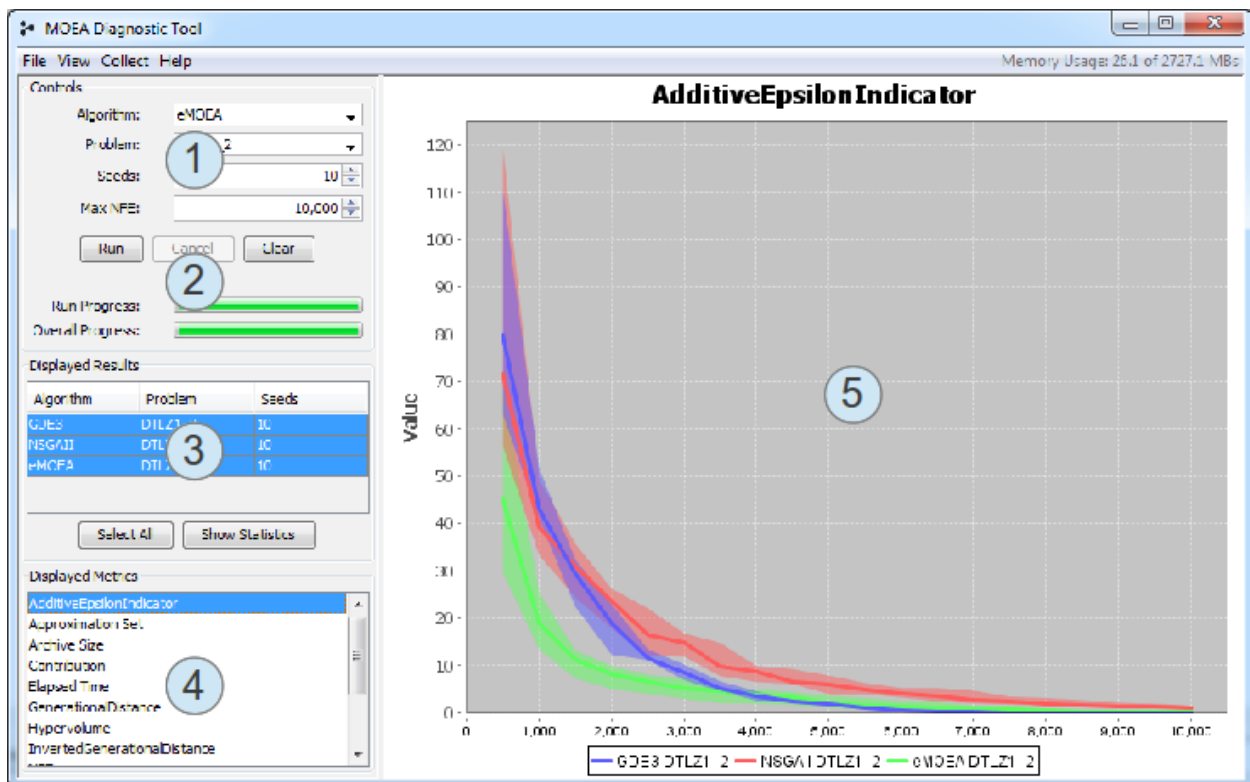 MOEA Diagnostic Tool
File View Collect Help
Memory Usage: 26.1 of 2727.1 MBs
Controls
Algorithm: eMOEA
Problem: _2
1
Seeds: 10
Max NFE: 10,000
Run Cancel Clear
2
Run Progress:
Overall Progress:
Displayed Results
Algorithm Problem Seeds
GDE3 DTLZ1 10
NSGAII DTL 10
eMOEA DTLZ 10
3
Select All Show Statistics
Displayed Metrics
AdditiveEpsilonIndicator
Approximation Set
Archive Size
Contribution
Elapsed Time
4
GenerationalDistance
Hypervolume
InvertedGenerationalDistance
AdditiveEpsilonIndicator
Value
120
110
100
90
80
70
60
50
40
30
20
10
0
5
0 1,000 2,000 3,000 4,000 5,000 6,000 7,000 8,000 9,000 10,000
GDE3 DTLZ1_2 NSGAII DTLZ1_2 eMOEA DTLZ1_2